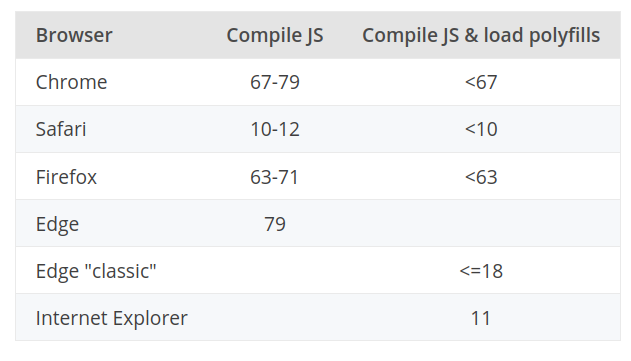 Browser Compile JS Compile JS & load polyfills
Chrome 67-79 <67
Safari 10-12 <10
Firefox 63-71 <63
Edge 79
Edge "classic" <=18
Internet Explorer 11